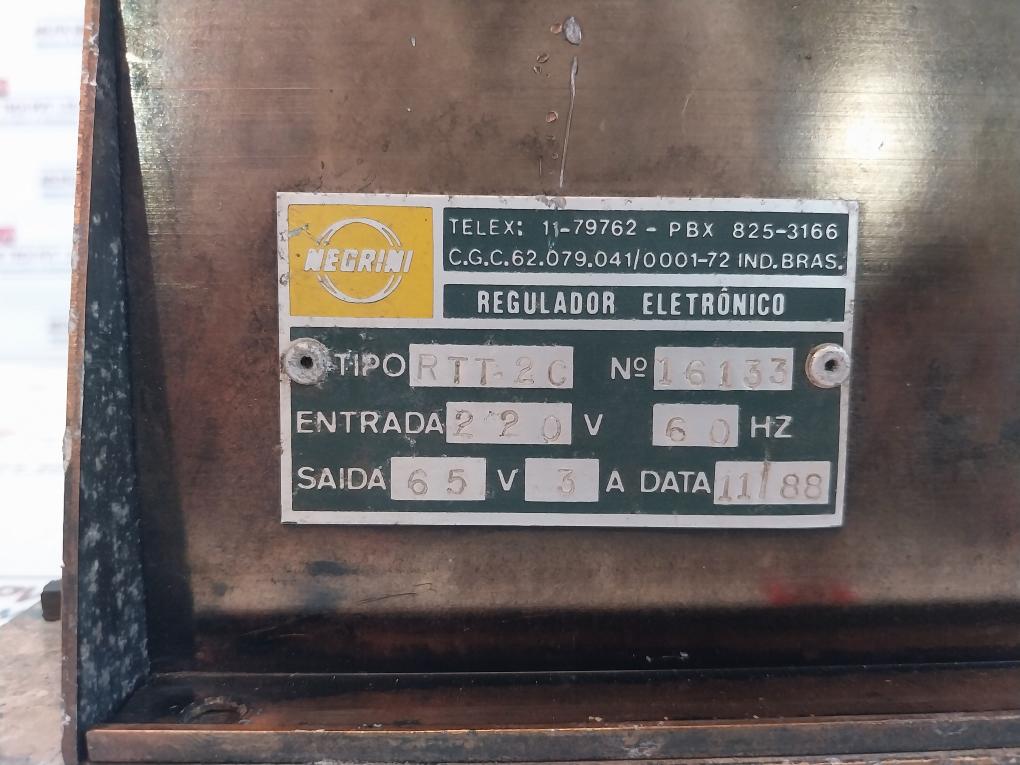 NEGRINI
TELEX: 11-79762 - PBX 825-3166
C.G.C. 62.079.041/0001-72 IND. BRAS.
REGULADOR ELETRÔNICO
TIPO RTT-2C Nº 16133
ENTRADA 220 V 60 HZ
SAIDA 65 V 3 A DATA 11/88